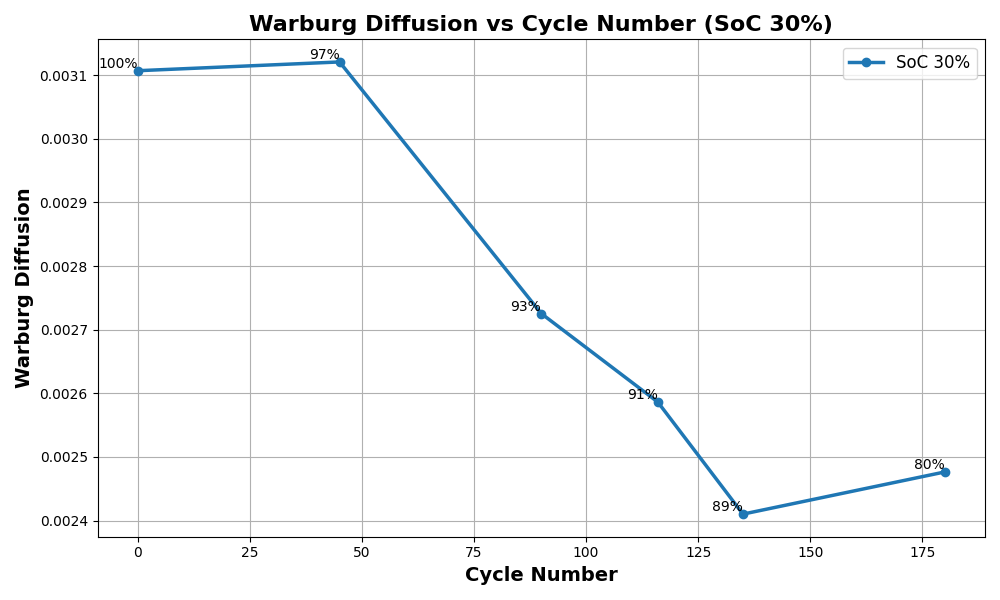 Warburg Diffusion vs Cycle Number (SoC 30%)
SoC 30%
100%
97%
93%
91%
89%
80%
0.0031
0.0030
0.0029
0.0028
0.0027
0.0026
0.0025
0.0024
Warburg Diffusion
0 25 50 75 100 125 150 175
Cycle Number